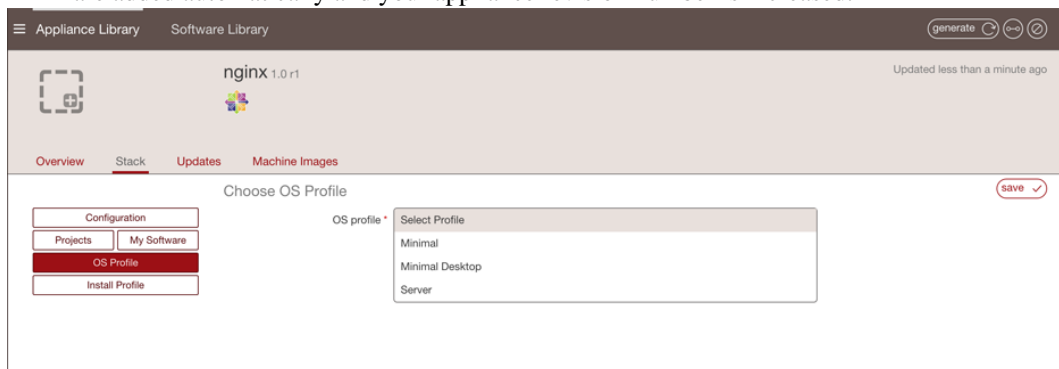 Appliance Library Software Library generate
nginx 1.0 r1 Updated less than a minute ago
Overview Stack Updates Machine Images
Choose OS Profile save
Configuration
Projects My Software
OS Profile
Install Profile
OS profile * Select Profile
Minimal
Minimal Desktop
Server